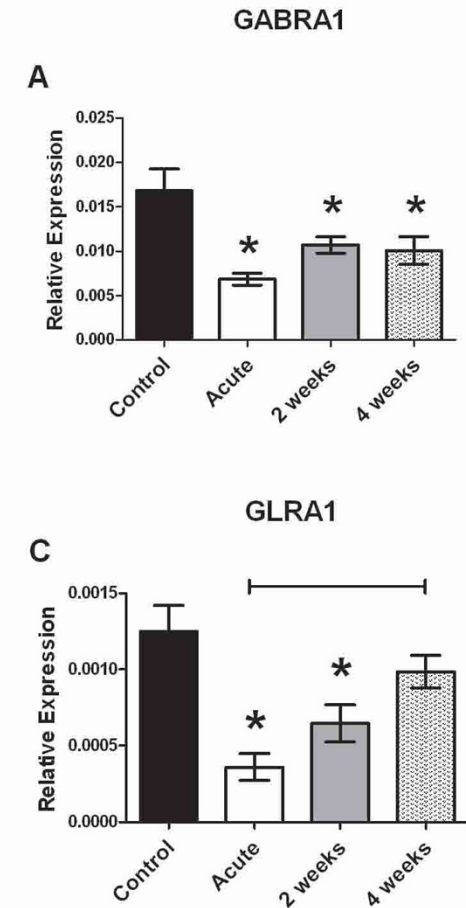 GABRA1
A
Relative Expression
0.025
0.020
0.015
0.010
0.005
0.000
*
*
*
Control
Acute
2 weeks
4 weeks
GLRA1
C
Relative Expression
0.0015
0.0010
0.0005
0.0000
*
*
Control
Acute
2 weeks
4 weeks